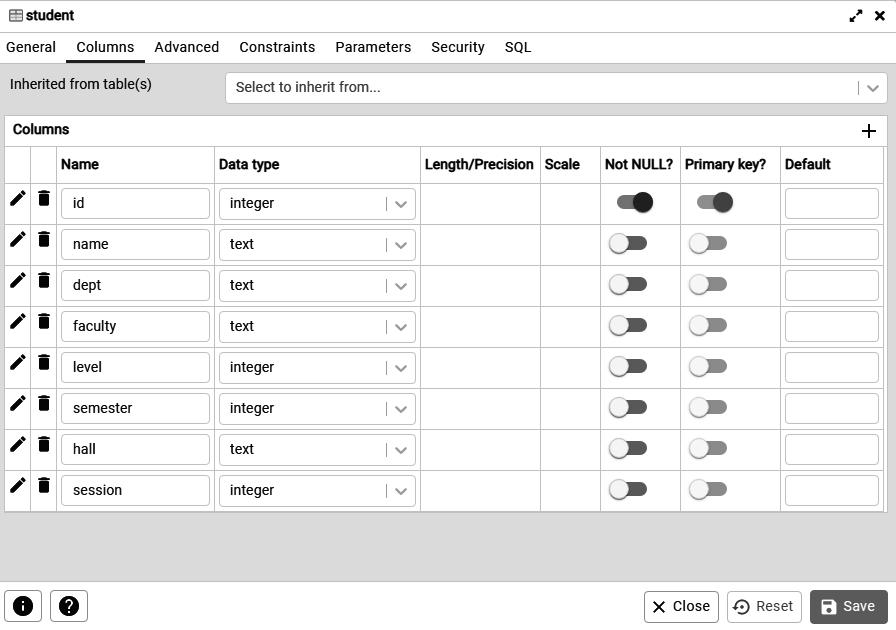 student
General Columns Advanced Constraints Parameters Security SQL
Inherited from table(s) Select to inherit from...
Columns
Name Data type Length/Precision Scale Not NULL? Primary key? Default
id integer
name text
dept text
faculty text
level integer
semester integer
hall text
session integer
Close Reset Save